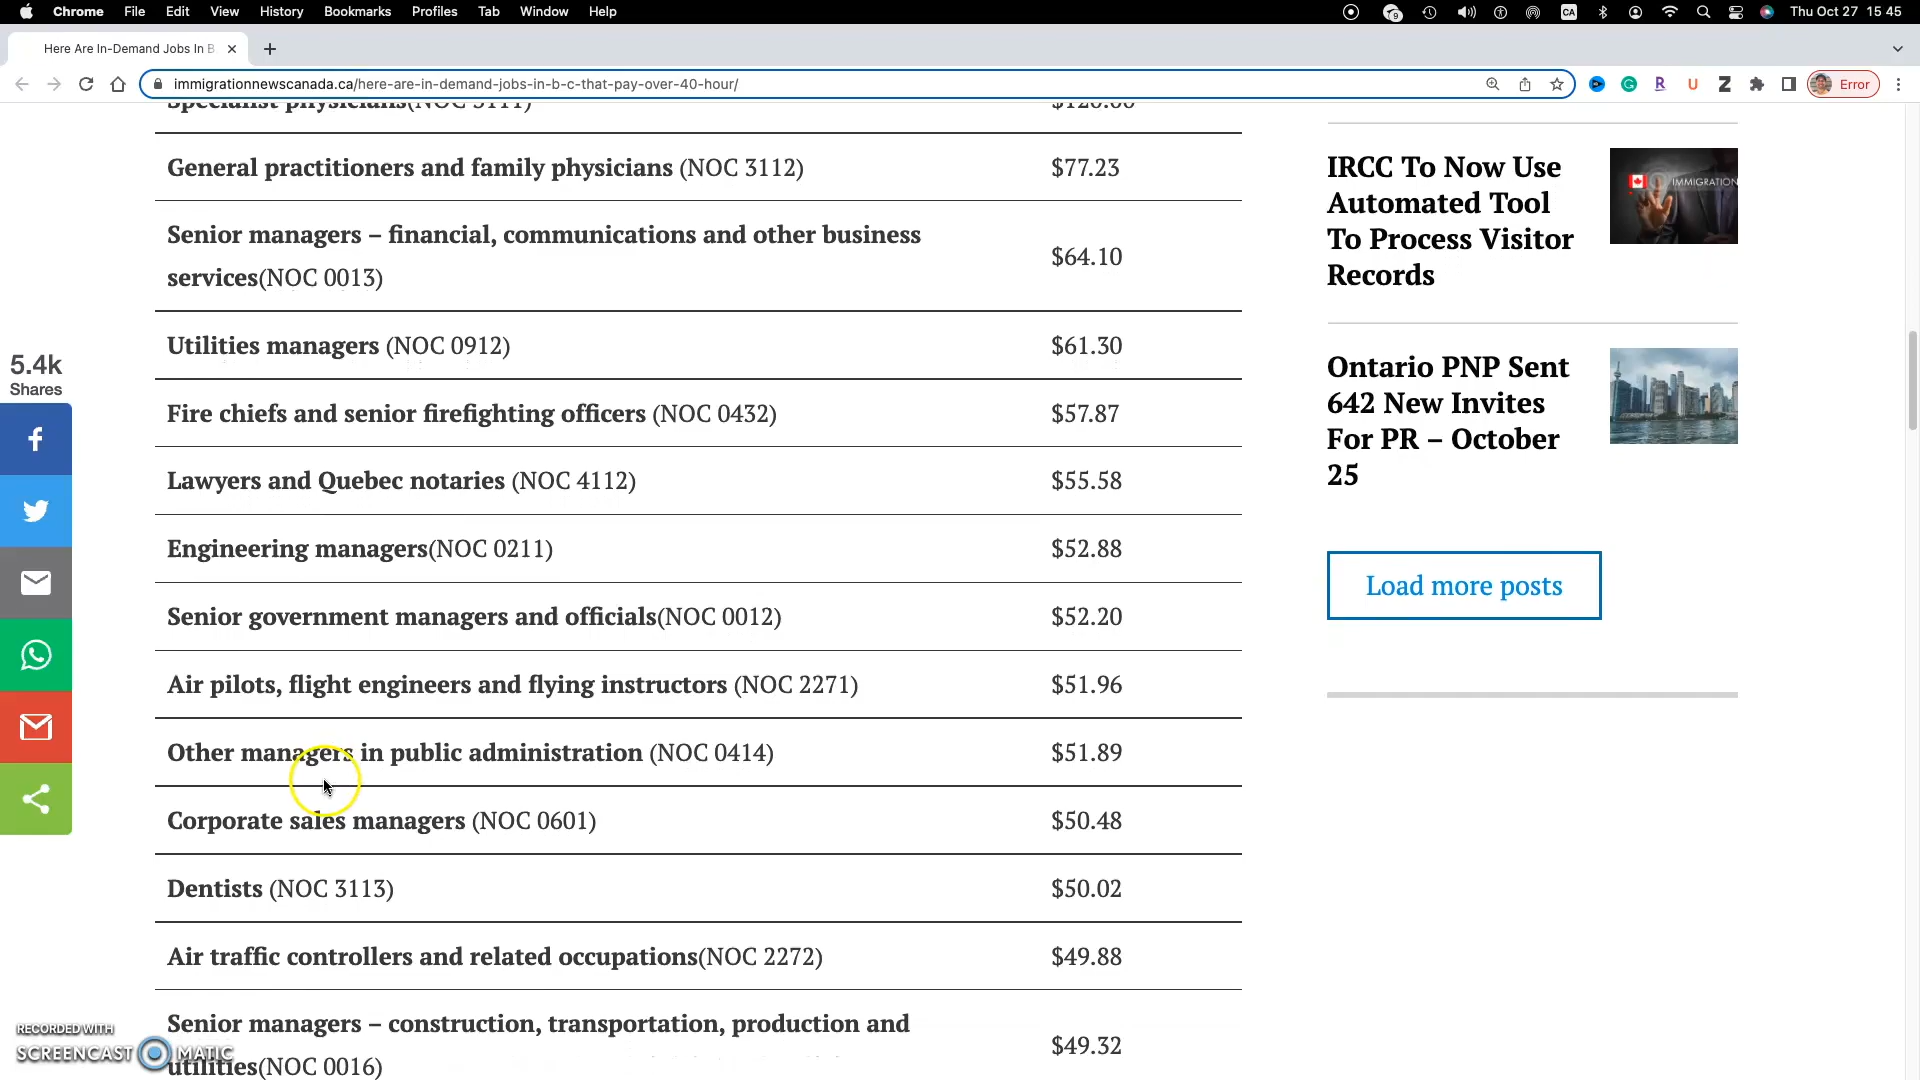 Chrome File Edit View History Bookmarks Profiles Tab Window Help
9 CA Thu Oct 27 15 45
Here Are In-Demand Jobs In B
immigrationnewscanada.ca/here-are-in-demand-jobs-in-b-c-that-pay-over-40-hour/
R U Z Error
Specialist physicians(NOC 3111) $120.00
General practitioners and family physicians (NOC 3112) $77.23
Senior managers – financial, communications and other business
services(NOC 0013)
$64.10
Utilities managers (NOC 0912) $61.30
Fire chiefs and senior firefighting officers (NOC 0432) $57.87
Lawyers and Quebec notaries (NOC 4112) $55.58
Engineering managers(NOC 0211) $52.88
Senior government managers and officials(NOC 0012) $52.20
Air pilots, flight engineers and flying instructors (NOC 2271) $51.96
Other managers in public administration (NOC 0414) $51.89
Corporate sales managers (NOC 0601) $50.48
Dentists (NOC 3113) $50.02
Air traffic controllers and related occupations(NOC 2272) $49.88
Senior managers – construction, transportation, production and
utilities(NOC 0016)
$49.32
5.4k
Shares
IRCC To Now Use
Automated Tool
To Process Visitor
Records
IMMIGRATION
Ontario PNP Sent
642 New Invites
For PR – October
25
Load more posts
RECORDED WITH
SCREENCAST MATIC